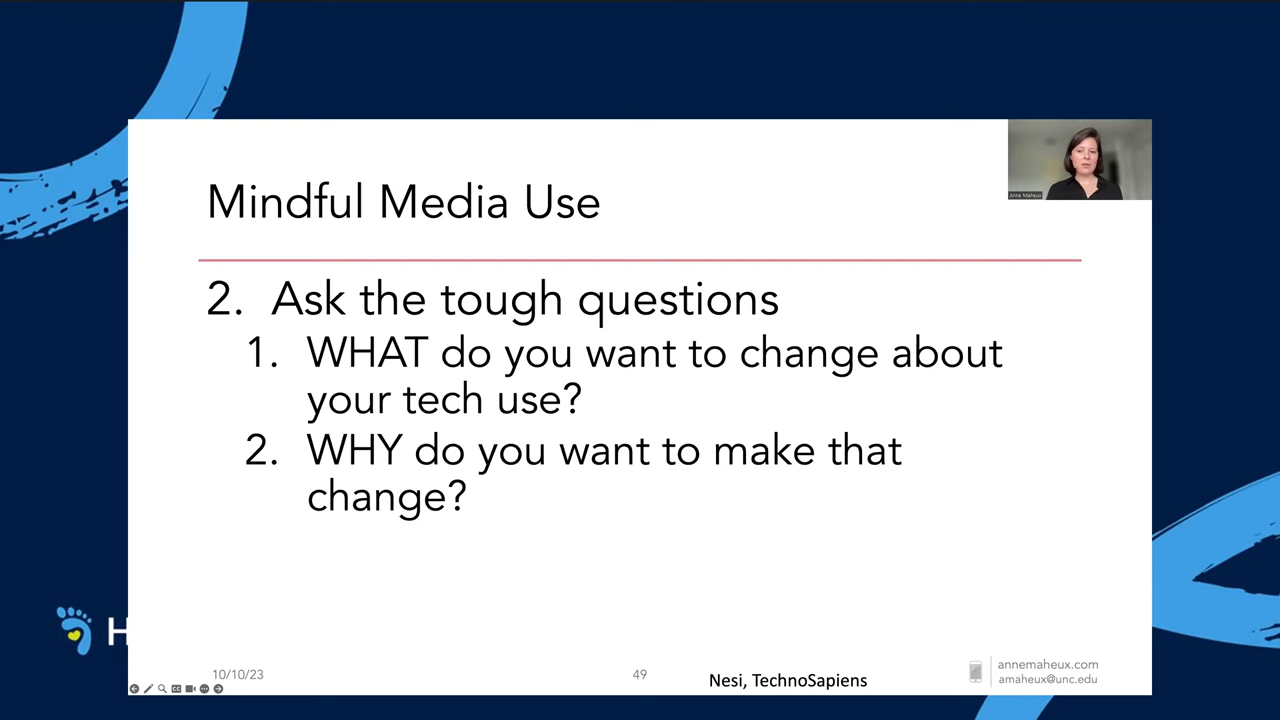 Anne Maheux
Mindful Media Use
2. Ask the tough questions
1. WHAT do you want to change about
your tech use?
2. WHY do you want to make that
change?
H
10/10/23
49
Nesi, TechnoSapiens
annemaheux.com
amaheux@unc.edu